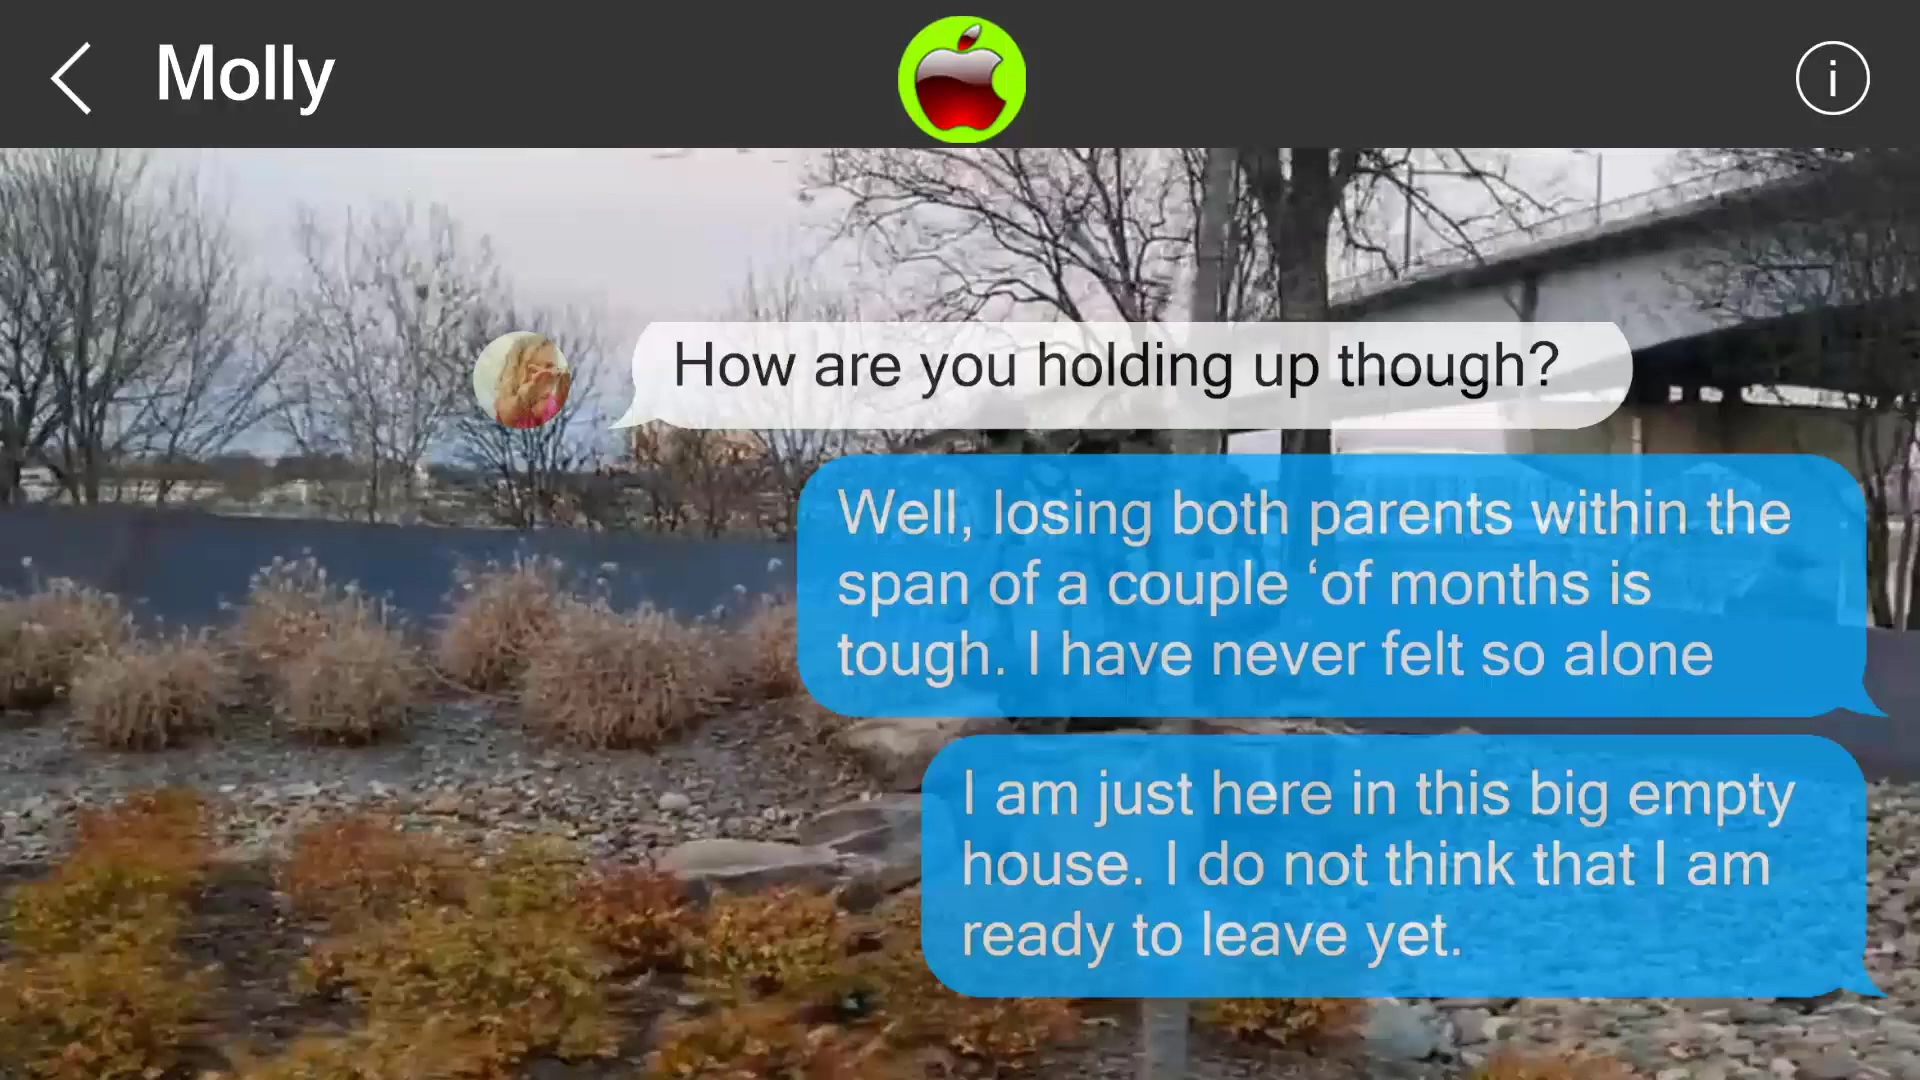 Molly
i
How are you holding up though?
Well, losing both parents within the
span of a couple ‘of months is
tough. I have never felt so alone
I am just here in this big empty
house. I do not think that I am
ready to leave yet.